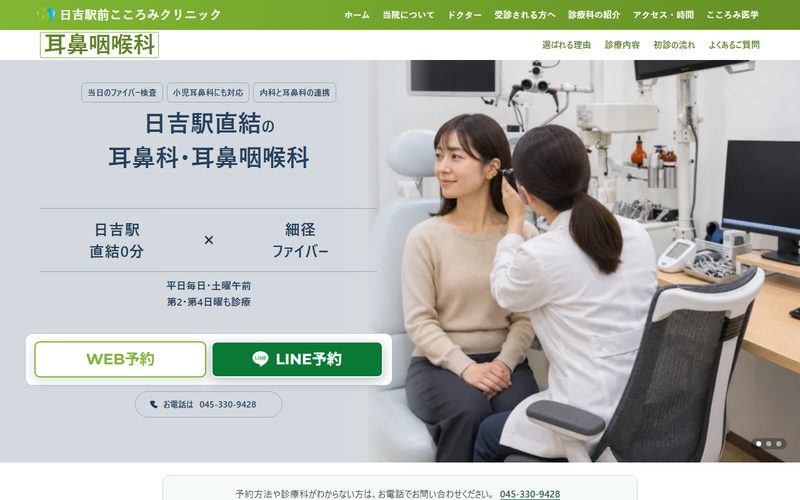 日吉駅前こころみクリニック
ホーム 当院について ドクター 受診される方へ 診療科の紹介 アクセス・時間 こころみ医学
耳鼻咽喉科
選ばれる理由 診療内容 初診の流れ よくあるご質問
当日のファイバー検査 小児耳鼻科にも対応 内科と耳鼻科の連携
日吉駅直結の
耳鼻科・耳鼻咽喉科
日吉駅
直結0分
×
細径
ファイバー
平日毎日・土曜午前
第2・第4日曜も診療
WEB予約
LINE LINE予約
お電話は 045-330-9428
予約方法や診療科がわからない方は、お電話でお問い合わせください。 045-330-9428